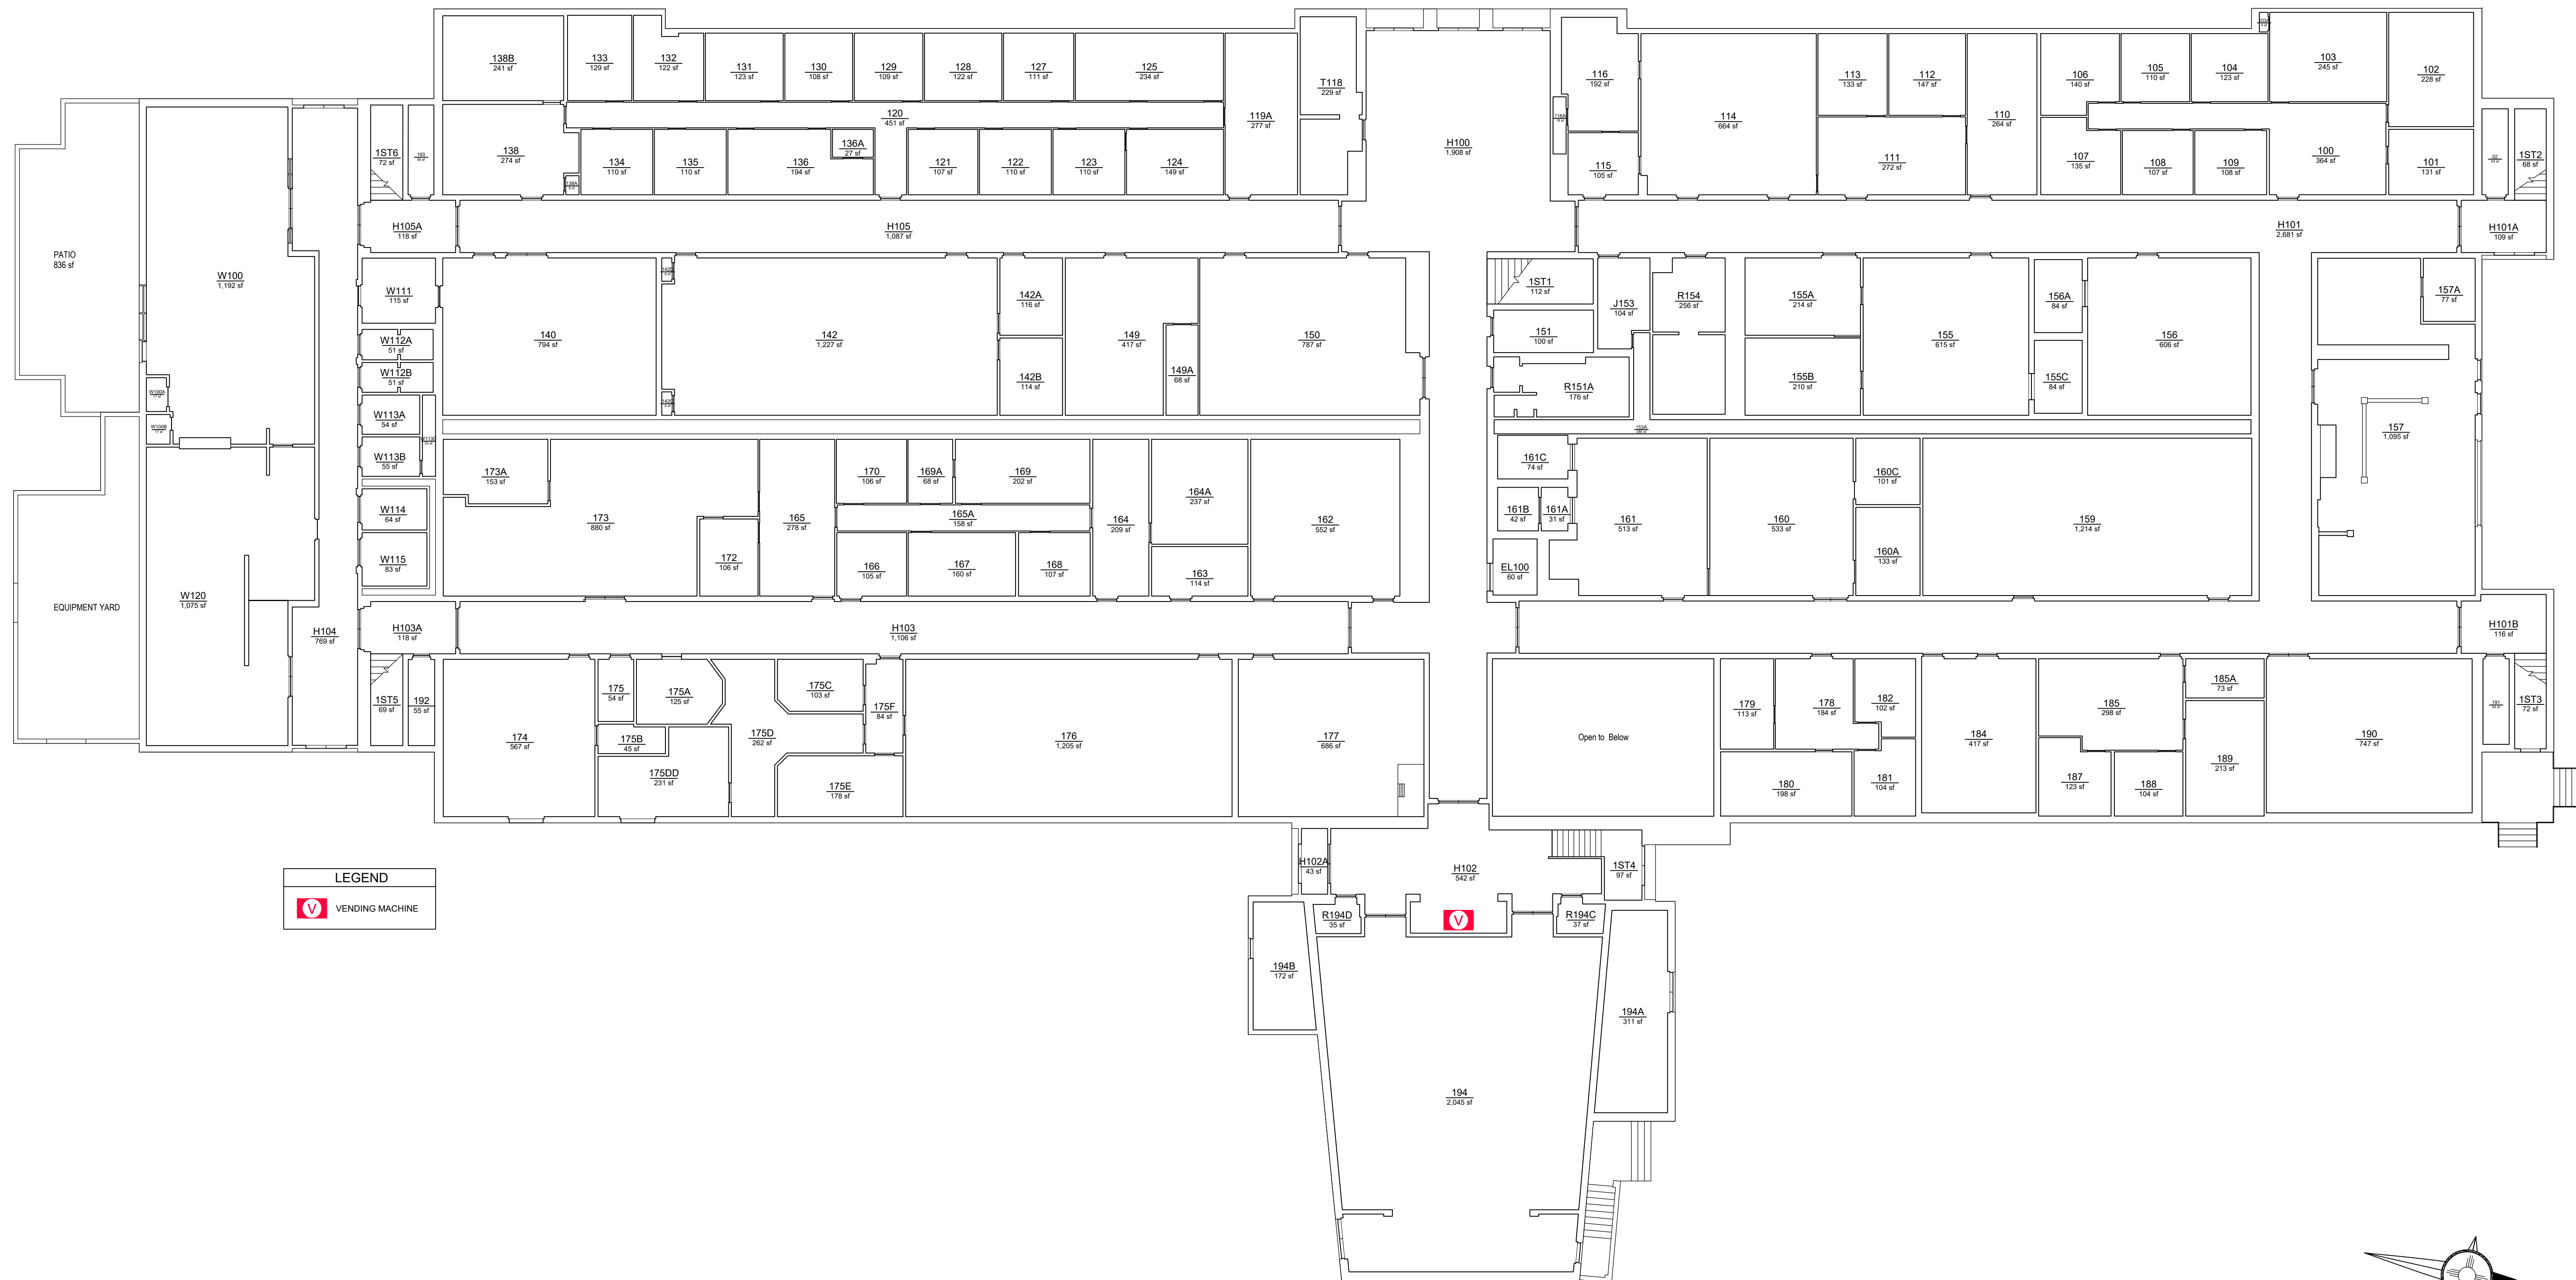 138B
241 sf
133
129 sf
132
122 sf
131
123 sf
130
108 sf
129
109 sf
128
122 sf
127
111 sf
125
234 sf
T118
229 sf
116
192 sf
114
664 sf
113
133 sf
112
147 sf
110
264 sf
106
140 sf
105
110 sf
104
123 sf
103
245 sf
102
228 sf
120
451 sf
119A
277 sf
H100
1,908 sf
116A
1ST6
72 sf
193
138
274 sf
138A
134
110 sf
135
110 sf
136
194 sf
136A
27 sf
121
107 sf
122
110 sf
123
110 sf
124
149 sf
115
105 sf
111
272 sf
107
135 sf
108
107 sf
109
108 sf
100
364 sf
101
131 sf
1ST2
68 sf
H105A
118 sf
H105
1,087 sf
H101
2,681 sf
H101A
109 sf
PATIO
836 sf
W100
1,192 sf
W111
115 sf
140
794 sf
142D
142
1,227 sf
142A
116 sf
149
417 sf
150
787 sf
1ST1
112 sf
J153
104 sf
R154
256 sf
155A
214 sf
155
615 sf
156A
84 sf
156
606 sf
157A
77 sf
W112A
51 sf
W112B
51 sf
142B
114 sf
149A
68 sf
151
100 sf
R151A
176 sf
155B
210 sf
155C
84 sf
W100A
W100B
W113A
54 sf
W113B
55 sf
W113C
142C
153A
157
1,095 sf
173A
153 sf
173
880 sf
165
278 sf
170
106 sf
169A
68 sf
169
202 sf
165A
158 sf
164
209 sf
164A
237 sf
162
552 sf
161C
74 sf
161B
42 sf
161A
31 sf
161
513 sf
160
533 sf
160C
101 sf
159
1,214 sf
W114
64 sf
W115
83 sf
172
106 sf
166
105 sf
167
160 sf
168
107 sf
163
114 sf
EL100
60 sf
160A
133 sf
EQUIPMENT YARD
W120
1,075 sf
H104
769 sf
H103A
118 sf
H103
1,106 sf
H101B
116 sf
1ST5
69 sf
192
55 sf
174
567 sf
175
54 sf
175A
125 sf
175B
45 sf
175D
262 sf
175C
103 sf
175F
84 sf
175DD
231 sf
175E
178 sf
176
1,205 sf
177
686 sf
Open to Below
179
113 sf
178
184 sf
182
102 sf
180
198 sf
181
104 sf
184
417 sf
185
298 sf
185A
73 sf
187
123 sf
188
104 sf
189
213 sf
190
747 sf
191
1ST3
72 sf
LEGEND
V VENDING MACHINE
H102A
43 sf
H102
542 sf
1ST4
97 sf
R194D
35 sf
V
R194C
37 sf
194B
172 sf
194A
311 sf
194
2,045 sf